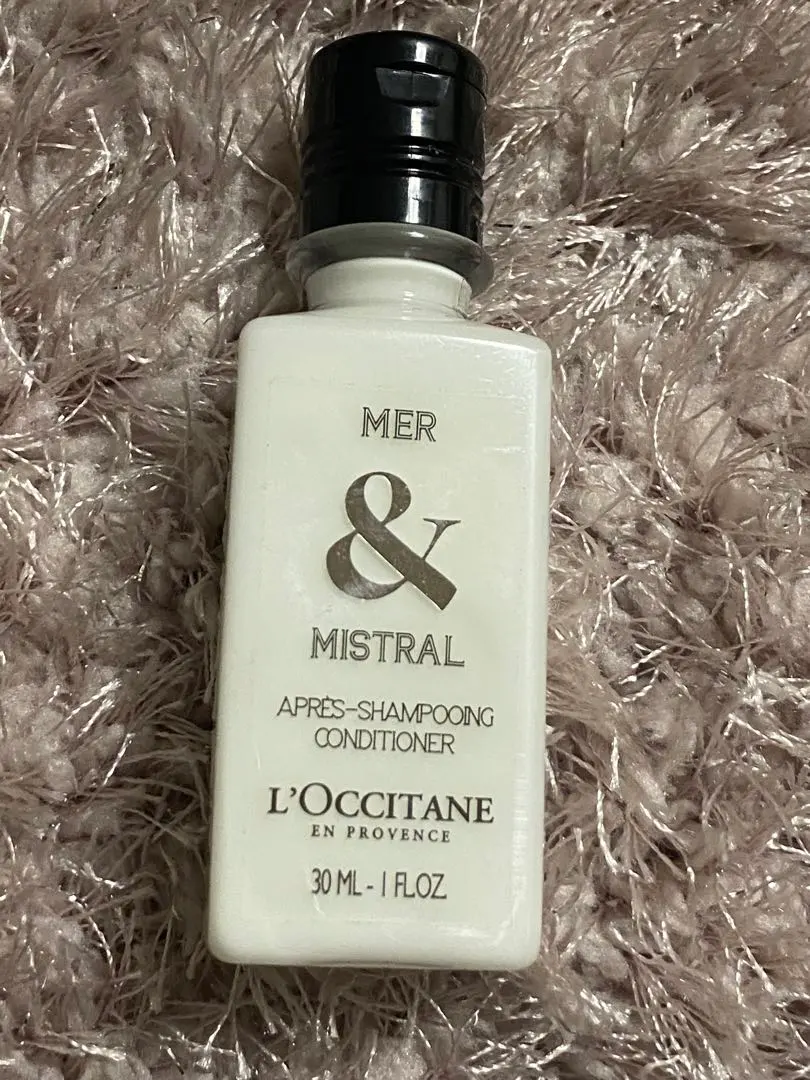 MER
&
MISTRAL
APRÈS-SHAMPOOING
CONDITIONER
L'OCCITANE
EN PROVENCE
30 ML - 1 FL.OZ.